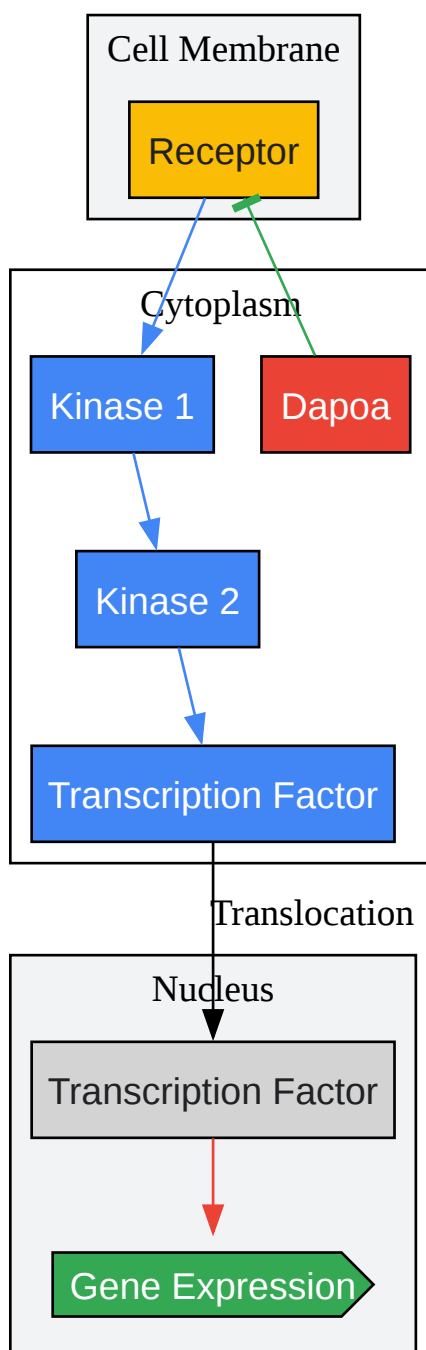 Cell Membrane
Receptor
Cytoplasm
Kinase 1
Dapoa
Kinase 2
Transcription Factor
Translocation
Nucleus
Transcription Factor
Gene Expression